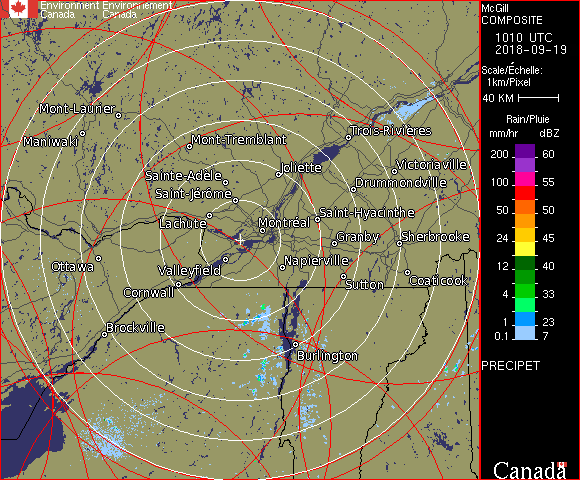 Environment Environnement
Canada Canada
McGill
COMPOSITE
1010 UTC
2018-09-19
Scale/Échelle:
1km/Pixel
40 KM
Rain/Pluie
mm/hr dBZ
200 60
150 57
100 55
50 50
24 45
12 40
4 33
1 23
0.1 7
PRECIPET
Canada
Mont-Laurier
Maniwaki
Mont-Tremblant
Trois-Rivières
Sainte-Adèle
Joliette
Victoriaville
Saint-Jérôme
Drummondville
Lachute
Montréal
Saint-Hyacinthe
Granby
Sherbrooke
Ottawa
Valleyfield
Napierville
Cornwall
Sutton
Coaticook
Brockville
Burlington